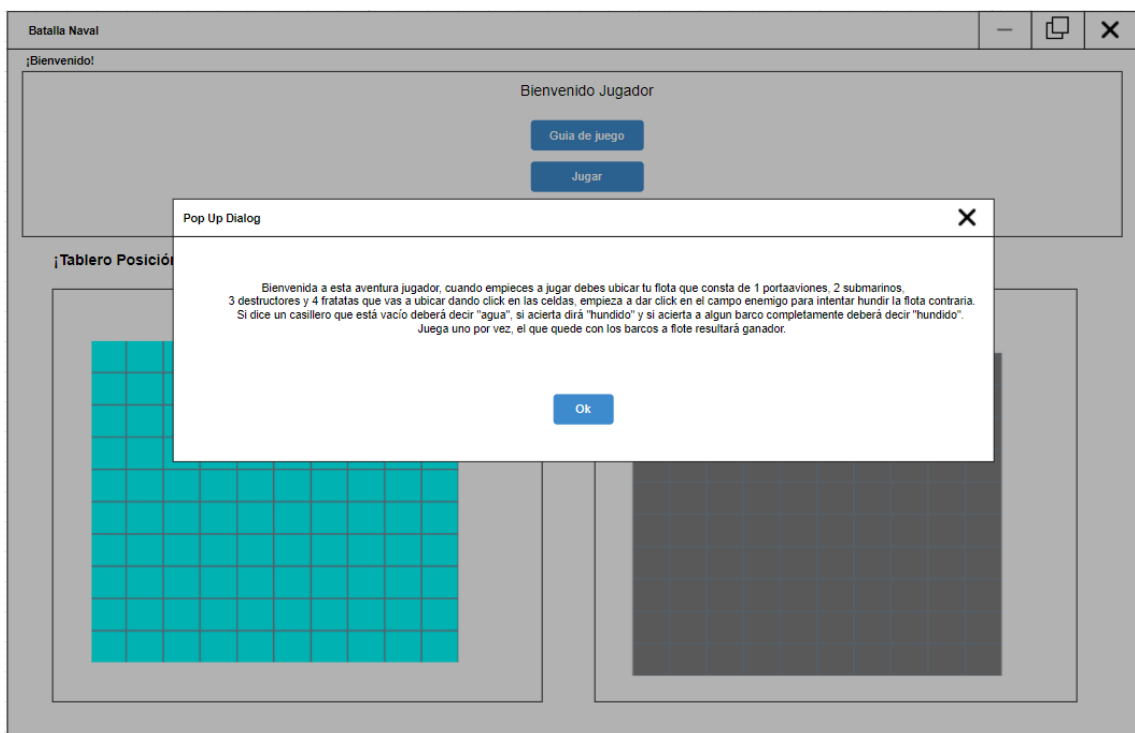 Batalla Naval
¡Bienvenido!
Bienvenido Jugador
Guia de juego
Jugar
Pop Up Dialog
¡Tablero Posición
Bienvenida a esta aventura jugador, cuando empieces a jugar debes ubicar tu flota que consta de 1 portaaviones, 2 submarinos,
3 destructores y 4 fratatas que vas a ubicar dando click en las celdas, empieza a dar click en el campo enemigo para intentar hundir la flota contraria.
Si dice un casillero que está vacío deberá decir "agua", si acierta dirá "hundido" y si acierta a algun barco completamente deberá decir "hundido".
Juega uno por vez, el que quede con los barcos a flote resultará ganador.
Ok